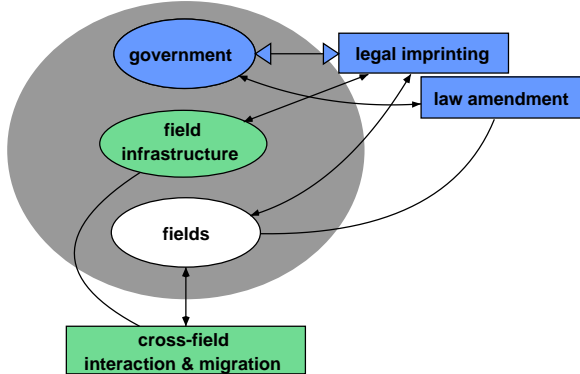 government
legal imprinting
law amendment
field
infrastructure
fields
cross-field
interaction & migration